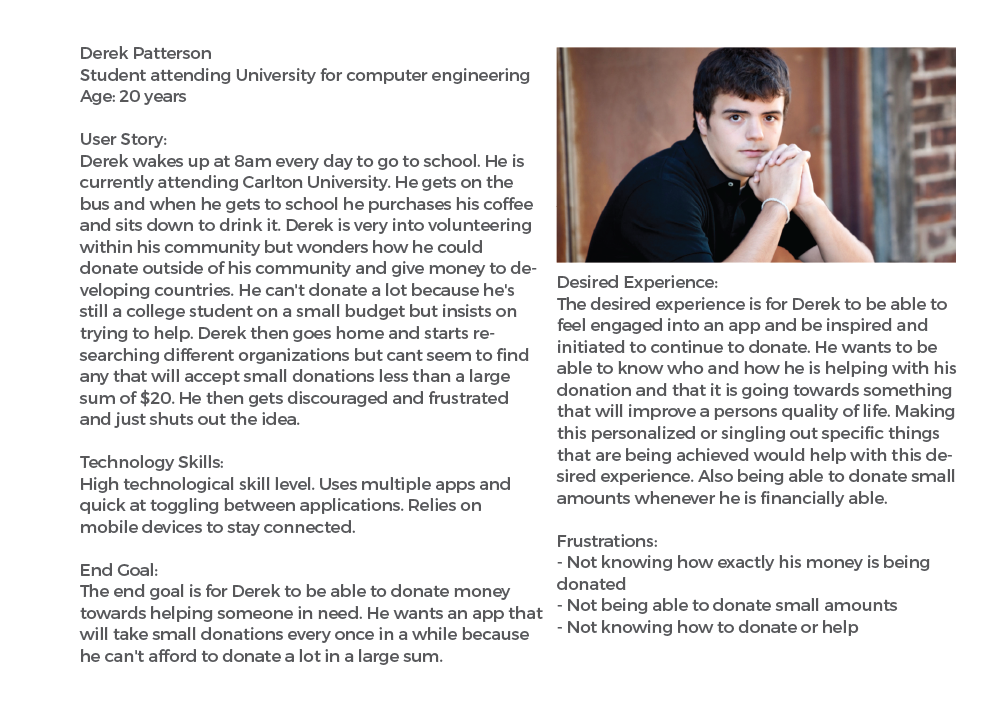 Derek Patterson
Student attending University for computer engineering
Age: 20 years
User Story:
Derek wakes up at 8am every day to go to school. He is
currently attending Carlton University. He gets on the
bus and when he gets to school he purchases his coffee
and sits down to drink it. Derek is very into volunteering
within his community but wonders how he could
donate outside of his community and give money to de-
veloping countries. He can't donate a lot because he's
still a college student on a small budget but insists on
trying to help. Derek then goes home and starts re-
searching different organizations but cant seem to find
any that will accept small donations less than a large
sum of $20. He then gets discouraged and frustrated
and just shuts out the idea.
Technology Skills:
High technological skill level. Uses multiple apps and
quick at toggling between applications. Relies on
mobile devices to stay connected.
End Goal:
The end goal is for Derek to be able to donate money
towards helping someone in need. He wants an app that
will take small donations every once in a while because
he can't afford to donate a lot in a large sum.
Desired Experience:
The desired experience is for Derek to be able to
feel engaged into an app and be inspired and
initiated to continue to donate. He wants to be
able to know who and how he is helping with his
donation and that it is going towards something
that will improve a persons quality of life. Making
this personalized or singling out specific things
that are being achieved would help with this de-
sired experience. Also being able to donate small
amounts whenever he is financially able.
Frustrations:
- Not knowing how exactly his money is being
donated
- Not being able to donate small amounts
- Not knowing how to donate or help